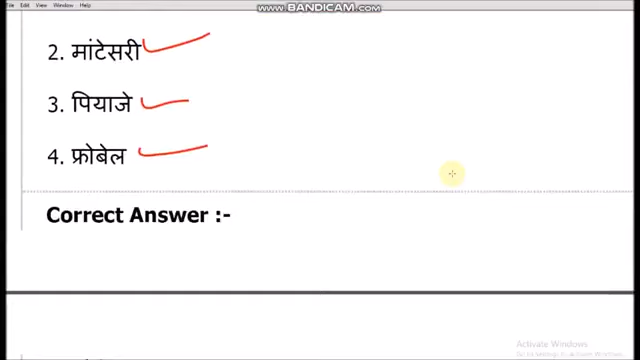 www.BANDICAM.com
File Edit View Window Help
2. मांटेसरी
3. पियाजे
4. फ्रोबेल
Correct Answer :-
Activate Windows